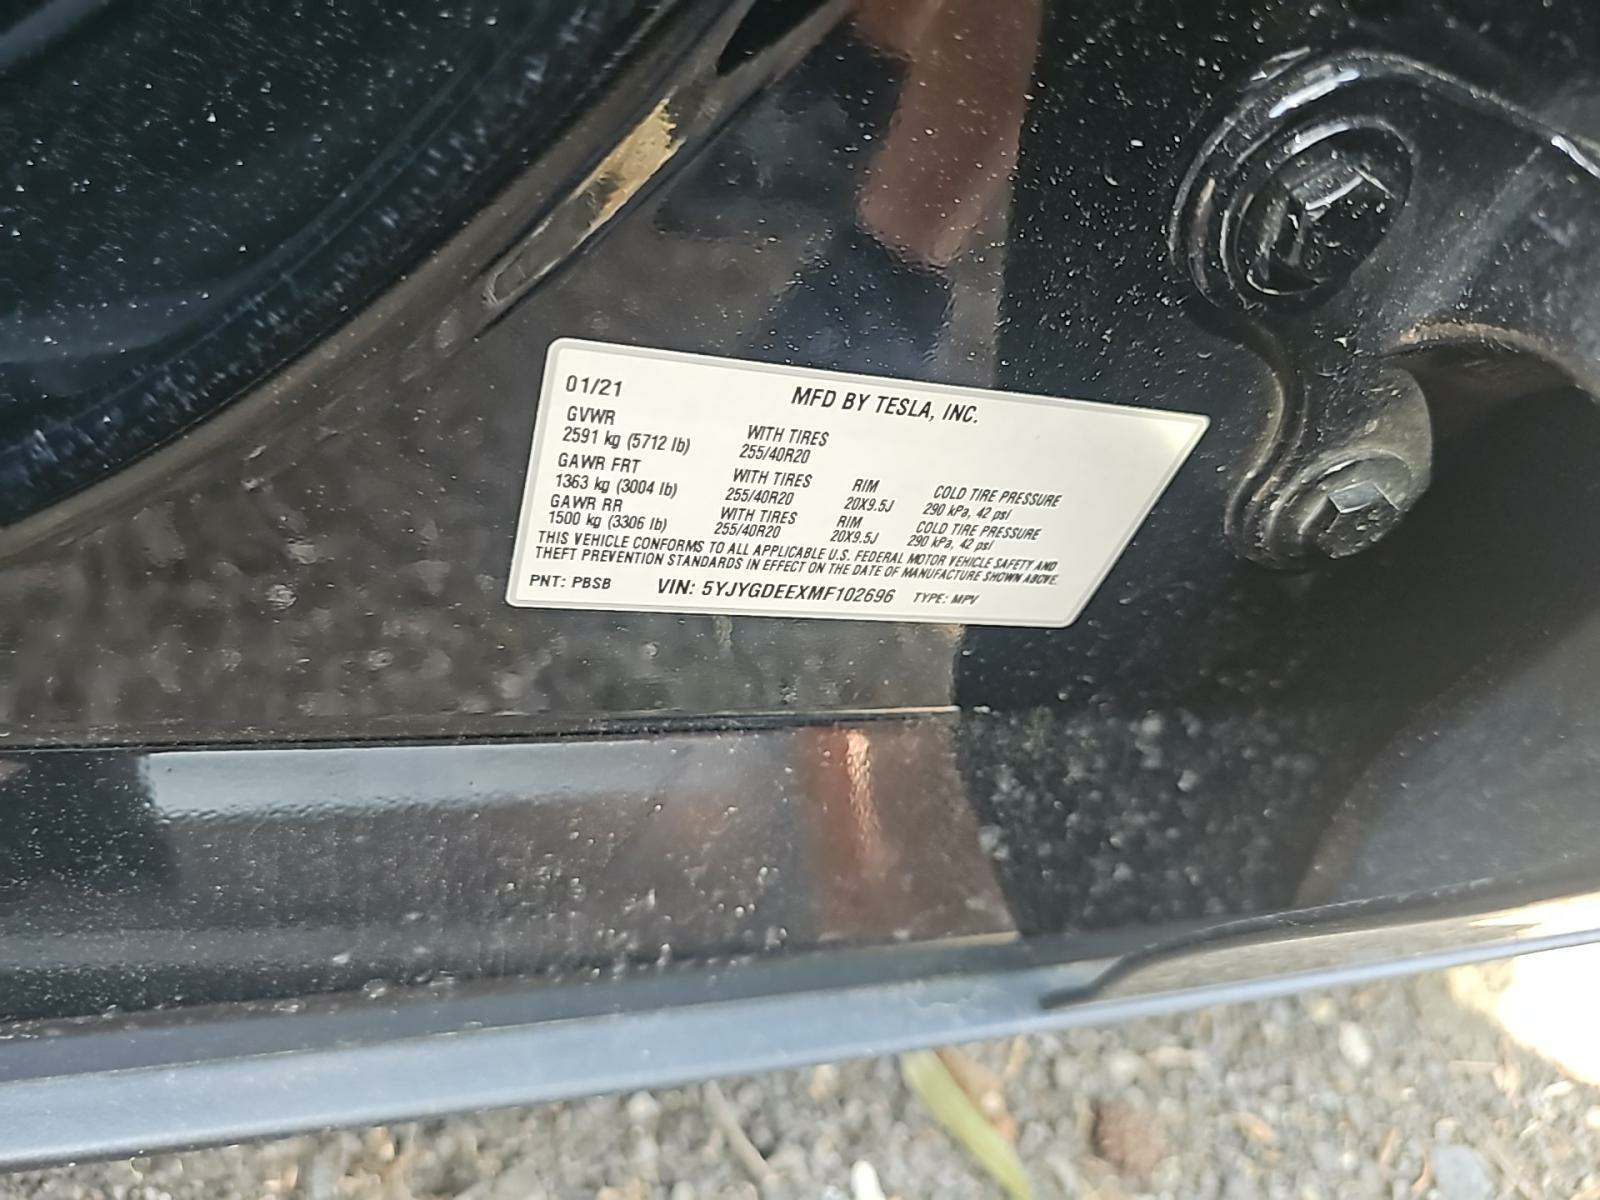 01/21
MFD BY TESLA, INC.
GVWR
2591 kg (5712 lb)
WITH TIRES
255/40R20
GAWR FRT
1363 kg (3004 lb)
WITH TIRES
255/40R20
RIM
20X9.5J
COLD TIRE PRESSURE
290 kPa, 42 psi
GAWR RR
1500 kg (3306 lb)
WITH TIRES
255/40R20
RIM
20X9.5J
COLD TIRE PRESSURE
290 kPa, 42 psi
THIS VEHICLE CONFORMS TO ALL APPLICABLE U.S. FEDERAL MOTOR VEHICLE SAFETY AND
THEFT PREVENTION STANDARDS IN EFFECT ON THE DATE OF MANUFACTURE SHOWN ABOVE.
PNT: PBSB VIN: 5YJYGDEEXMF102696 TYPE: MPV